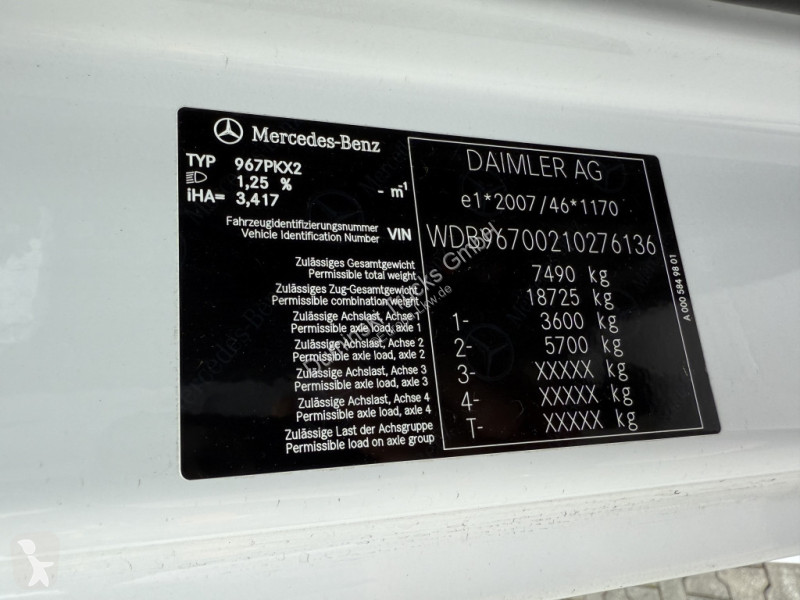 Mercedes-Benz
TYP 967PKX2
1,25 %
iHA= 3,417 - m-1
Fahrzeugidentifizierungsnummer
Vehicle Identification Number VIN
Zulässiges Gesamtgewicht
Permissible total weight
Zulässiges Zug-Gesamtgewicht
Permissible combination weight
Zulässige Achslast, Achse 1
Permissible axle load, axle 1
Zulässige Achslast, Achse 2
Permissible axle load, axle 2
Zulässige Achslast, Achse 3
Permissible axle load, axle 3
Zulässige Achslast, Achse 4
Permissible axle load, axle 4
Zulässige Last der Achsgruppe
Permissible load on axle group
DAIMLER AG
e1*2007/46*1170
WDB96700210276136
7490 kg
18725 kg
1- 3600 kg
2- 5700 kg
3- XXXXX kg
4- XXXXX kg
T- XXXXX kg
A 000 584 98 01